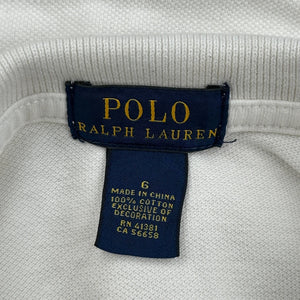 POLO
RALPH LAUREN
6
MADE IN CHINA
100% COTTON
EXCLUSIVE OF
DECORATION
RN 41381
CA 56658